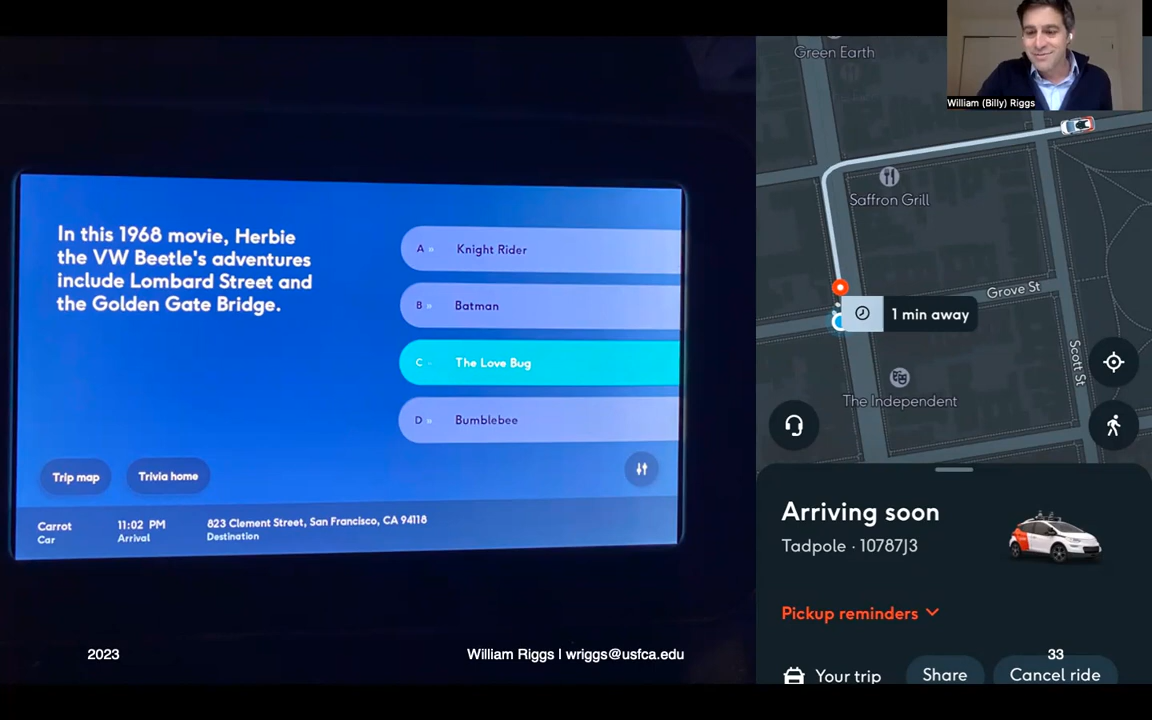 In this 1968 movie, Herbie
the VW Beetle's adventures
include Lombard Street and
the Golden Gate Bridge.
A Knight Rider
B Batman
C The Love Bug
D Bumblebee
Trip map
Trivia home
Carrot
Car
11:02 PM
Arrival
823 Clement Street, San Francisco, CA 94118
Destination
2023
William Riggs | wriggs@usfca.edu
Green Earth
William (Billy) Riggs
Saffron Grill
Grove St
1 min away
Scott St
The Independent
Arriving soon
Tadpole · 10787J3
Pickup reminders
33
Your trip
Share
Cancel ride